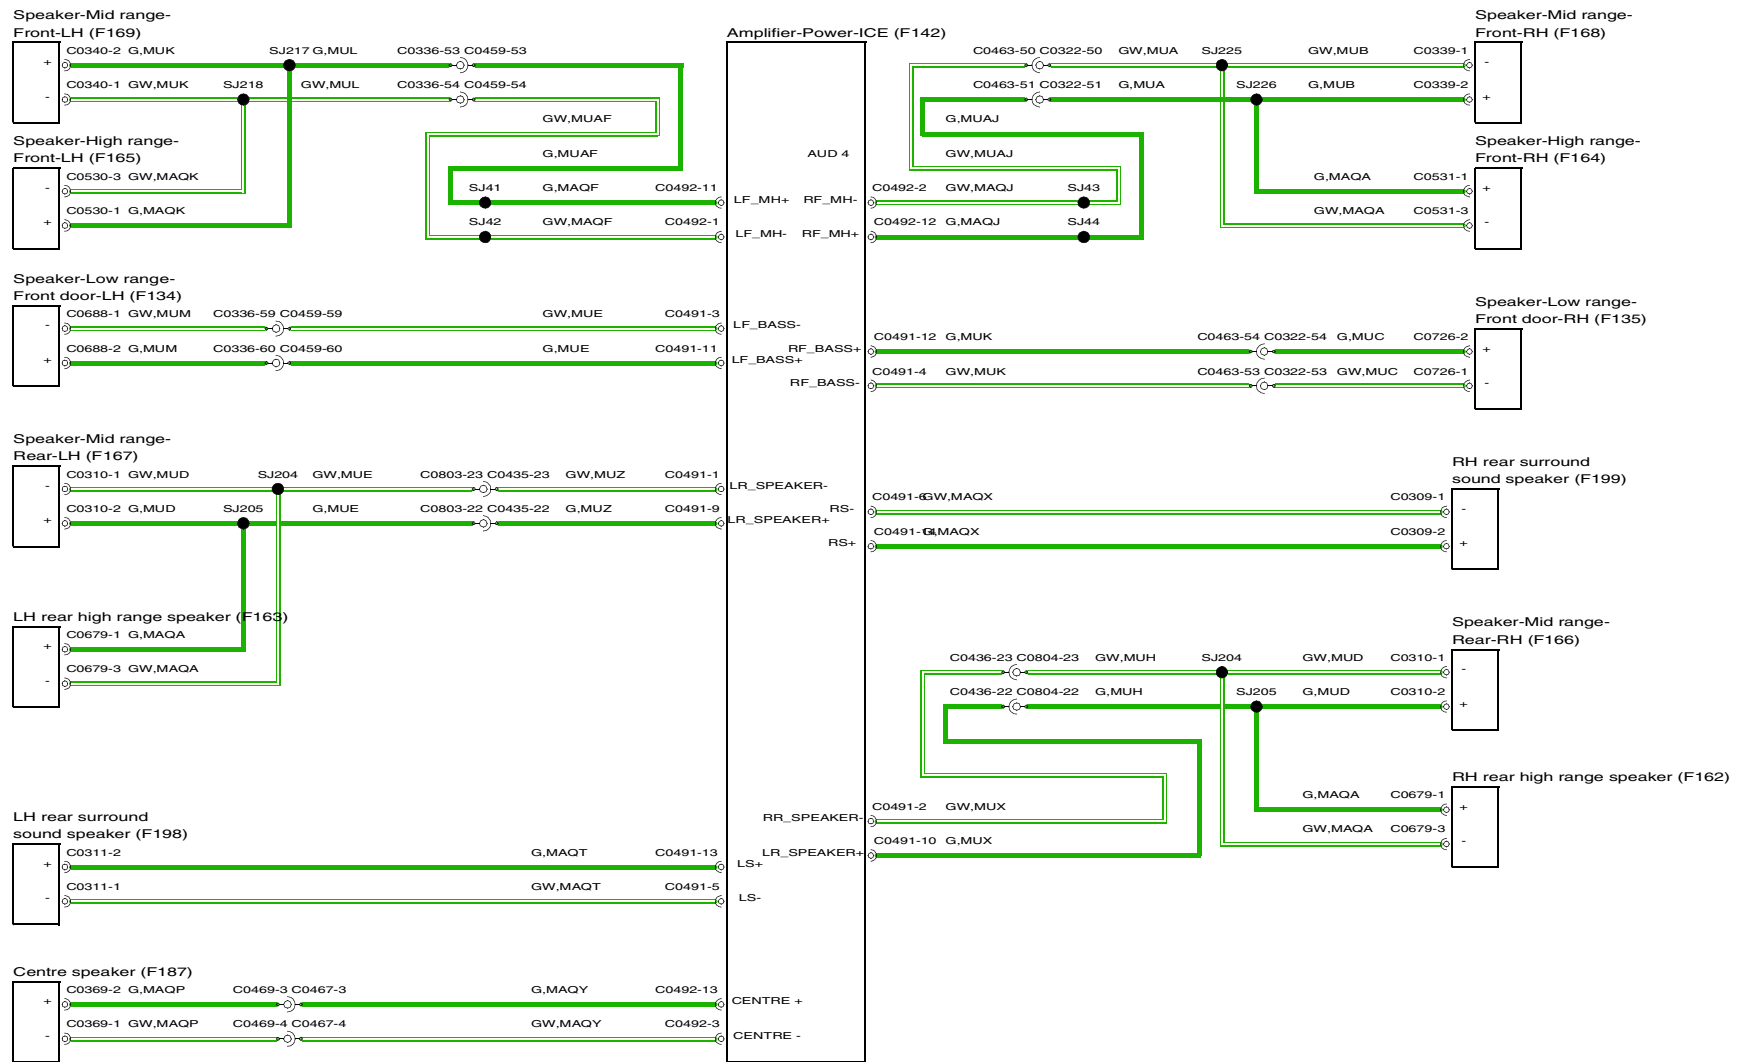 Speaker-Mid range-
Front-LH (F169)
C0340-2 G,MUK SJ217 G,MUL C0336-53 C0459-53
+
C0340-1 GW,MUK SJ218 GW,MUL C0336-54 C0459-54
-
GW,MUAF
G,MUAF
Speaker-High range-
Front-LH (F165)
C0530-3 GW,MAQK
-
C0530-1 G,MAQK
+
SJ41 G,MAQF C0492-11
SJ42 GW,MAQF C0492-1
Speaker-Low range-
Front door-LH (F134)
C0688-1 GW,MUM C0336-59 C0459-59 GW,MUE C0491-3
-
C0688-2 G,MUM C0336-60 C0459-60 G,MUE C0491-11
+
Speaker-Mid range-
Rear-LH (F167)
C0310-1 GW,MUD SJ204 GW,MUE C0803-23 C0435-23 GW,MUZ C0491-1
-
C0310-2 G,MUD SJ205 G,MUE C0803-22 C0435-22 G,MUZ C0491-9
+
LH rear high range speaker (F163)
C0679-1 G,MAQA
+
C0679-3 GW,MAQA
-
LH rear surround
sound speaker (F198)
C0311-2 G,MAQT C0491-13
+
C0311-1 GW,MAQT C0491-5
-
Centre speaker (F187)
C0369-2 G,MAQP C0469-3 C0467-3 G,MAQY C0492-13
+
C0369-1 GW,MAQP C0469-4 C0467-4 GW,MAQY C0492-3
-
Amplifier-Power-ICE (F142)
AUD 4
LF_MH+ RF_MH-
LF_MH- RF_MH+
LF_BASS-
RF_BASS+
LF_BASS+
RF_BASS-
LR_SPEAKER-
RS-
LR_SPEAKER+
RS+
RR_SPEAKER-
LR_SPEAKER+
LS+
LS-
CENTRE +
CENTRE -
Speaker-Mid range-
Front-RH (F168)
C0463-50 C0322-50 GW,MUA SJ225 GW,MUB C0339-1
-
C0463-51 C0322-51 G,MUA SJ226 G,MUB C0339-2
+
G,MUAJ
GW,MUAJ
Speaker-High range-
Front-RH (F164)
G,MAQA C0531-1
+
GW,MAQA C0531-3
-
C0492-2 GW,MAQJ SJ43
C0492-12 G,MAQJ SJ44
Speaker-Low range-
Front door-RH (F135)
C0491-12 G,MUK C0463-54 C0322-54 G,MUC C0726-2
+
C0491-4 GW,MUK C0463-53 C0322-53 GW,MUC C0726-1
-
RH rear surround
sound speaker (F199)
C0491-6 GW,MAQX C0309-1
-
C0491-14 G,MAQX C0309-2
+
Speaker-Mid range-
Rear-RH (F166)
C0436-23 C0804-23 GW,MUH SJ204 GW,MUD C0310-1
-
C0436-22 C0804-22 G,MUH SJ205 G,MUD C0310-2
+
RH rear high range speaker (F162)
G,MAQA C0679-1
+
GW,MAQA C0679-3
-
C0491-2 GW,MUX
C0491-10 G,MUX